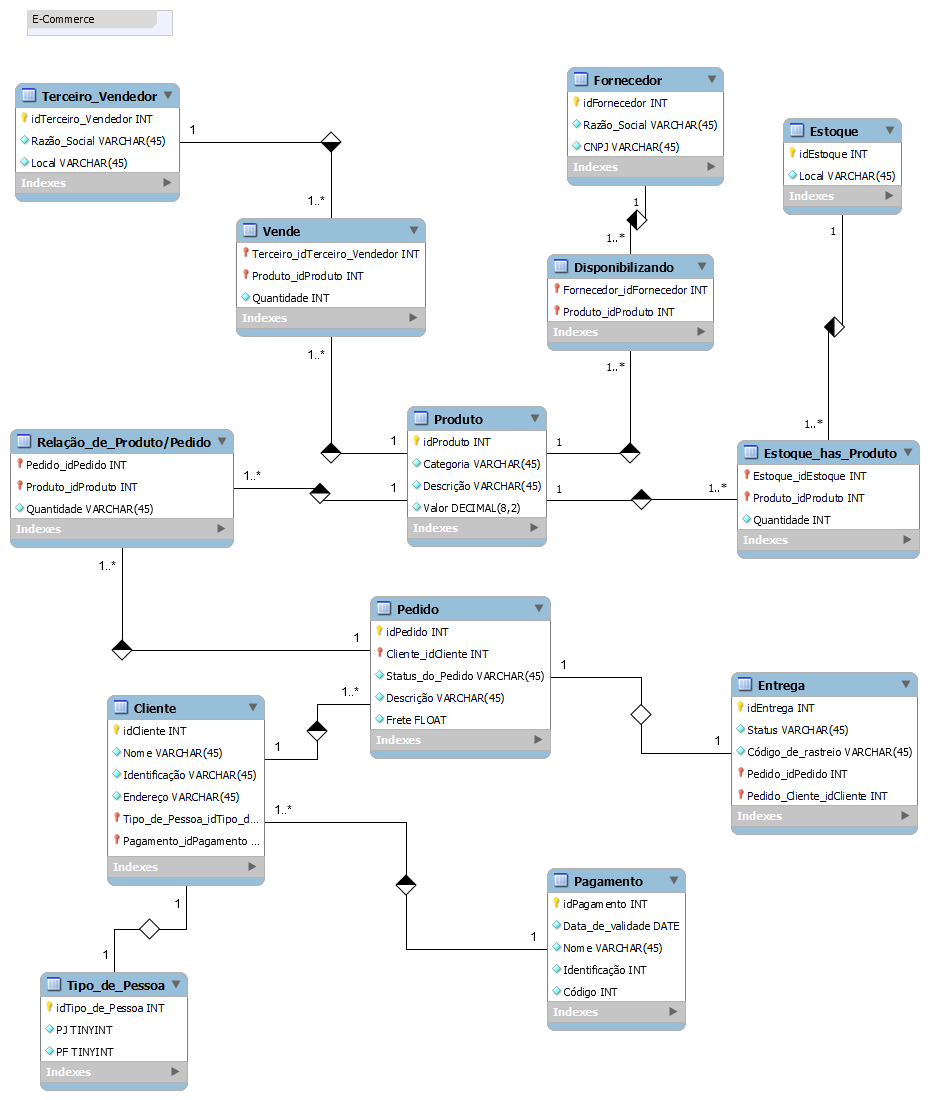 E-Commerce
Terceiro_Vendedor
idTerceiro_Vendedor INT
Razão_Social VARCHAR(45)
Local VARCHAR(45)
Indexes
1
1..*
Vende
Terceiro_idTerceiro_Vendedor INT
Produto_idProduto INT
Quantidade INT
Indexes
1..*
1
Fornecedor
idFornecedor INT
Razão_Social VARCHAR(45)
CNPJ VARCHAR(45)
Indexes
1
1..*
Disponibilizando
Fornecedor_idFornecedor INT
Produto_idProduto INT
Indexes
1..*
1
Estoque
idEstoque INT
Local VARCHAR(45)
Indexes
1
1..*
Estoque_has_Produto
Estoque_idEstoque INT
Produto_idProduto INT
Quantidade INT
Indexes
1..*
1
Produto
idProduto INT
Categoria VARCHAR(45)
Descrição VARCHAR(45)
Valor DECIMAL(8,2)
Indexes
1
1..*
Relação_de_Produto/Pedido
Pedido_idPedido INT
Produto_idProduto INT
Quantidade VARCHAR(45)
Indexes
1..*
1
Pedido
idPedido INT
Cliente_idCliente INT
Status_do_Pedido VARCHAR(45)
Descrição VARCHAR(45)
Frete FLOAT
Indexes
1
1
1..*
1
Entrega
idEntrega INT
Status VARCHAR(45)
Código_de_rastreio VARCHAR(45)
Pedido_idPedido INT
Pedido_Cliente_idCliente INT
Indexes
Cliente
idCliente INT
Nome VARCHAR(45)
Identificação VARCHAR(45)
Endereço VARCHAR(45)
Tipo_de_Pessoa_idTipo_d...
Pagamento_idPagamento ...
Indexes
1..*
1
Pagamento
idPagamento INT
Data_de_validade DATE
Nome VARCHAR(45)
Identificação INT
Código INT
Indexes
1
1
Tipo_de_Pessoa
idTipo_de_Pessoa INT
PJ TINYINT
PF TINYINT
Indexes